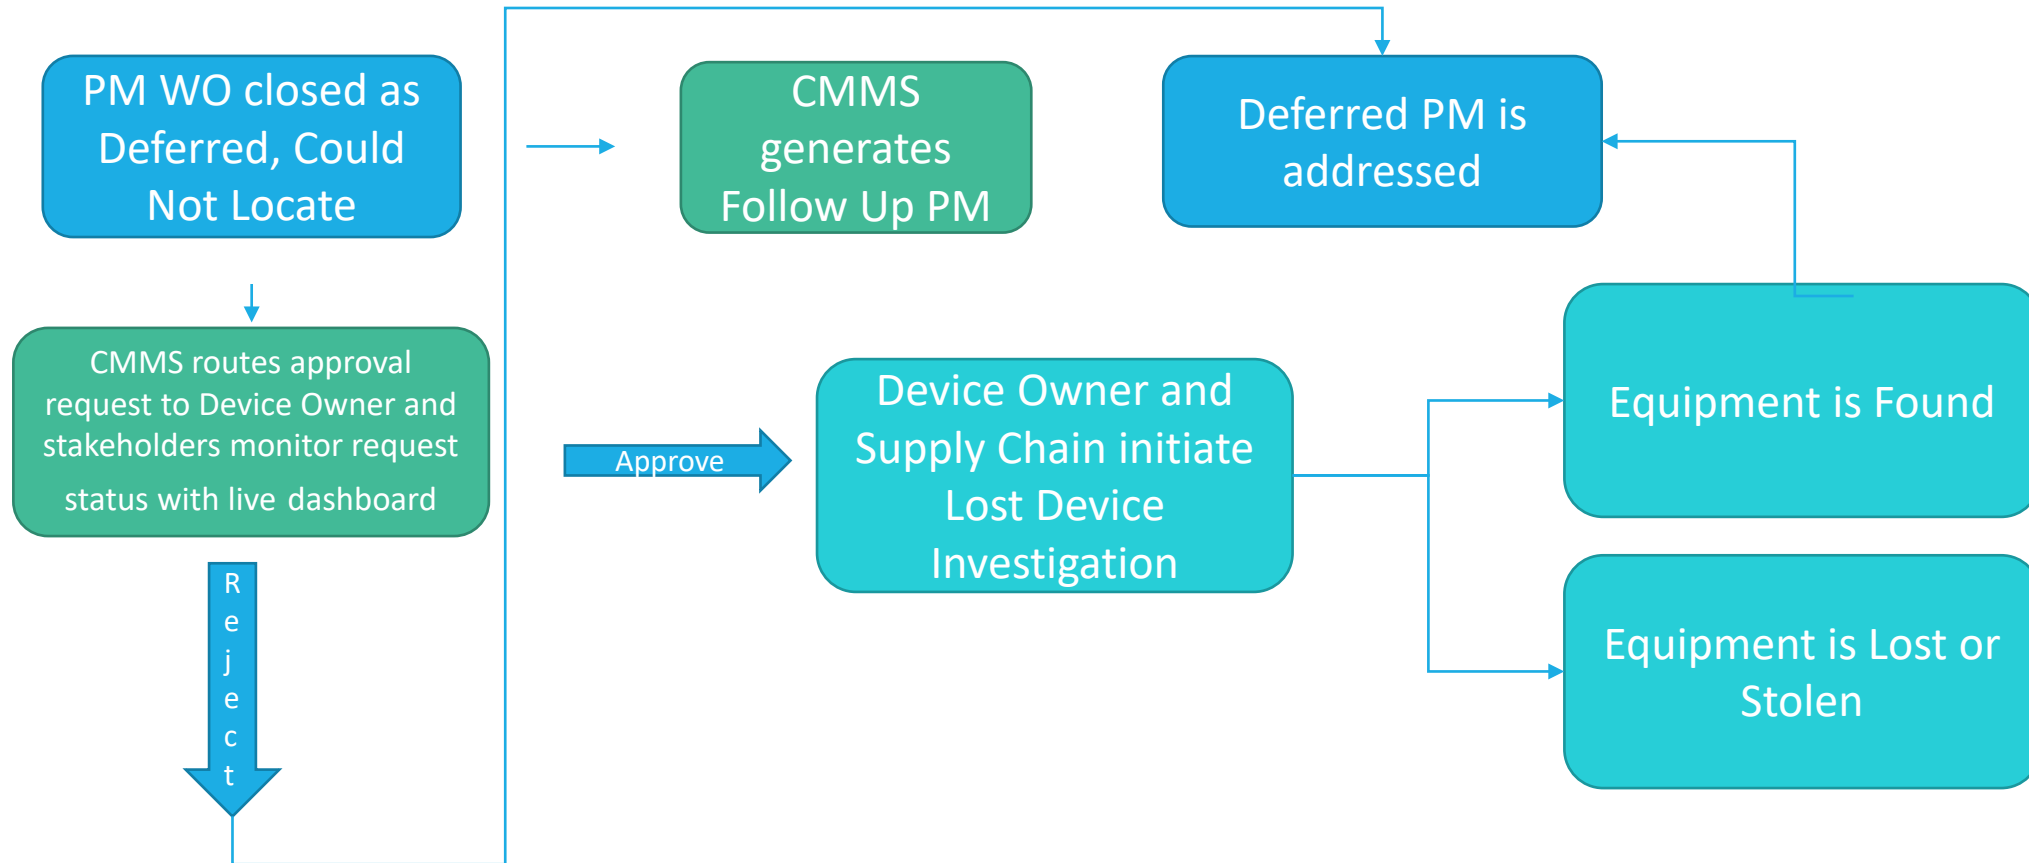 PM WO closed as
Deferred, Could
Not Locate
CMMS
generates
Follow Up PM
Deferred PM is
addressed
CMMS routes approval
request to Device Owner and
stakeholders monitor request
status with live dashboard
Approve
Device Owner and
Supply Chain initiate
Lost Device
Investigation
Equipment is Found
Equipment is Lost or
Stolen
R
e
j
e
c
t